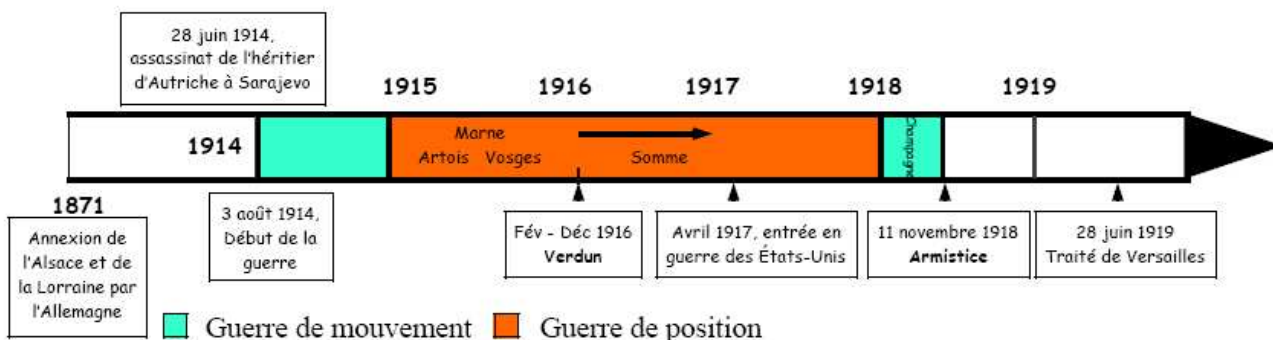 28 juin 1914,
assassinat de l'héritier
d'Autriche à Sarajevo
1915
1916
1917
1918
1919
1914
Marne
Artois Vosges
Somme
Champagne
1871
Annexion de
l'Alsace et de
la Lorraine par
l'Allemagne
3 août 1914,
Début de la
guerre
Fév - Déc 1916
Verdun
Avril 1917, entrée en
guerre des États-Unis
11 novembre 1918
Armistice
28 juin 1919
Traité de Versailles
Guerre de mouvement
Guerre de position